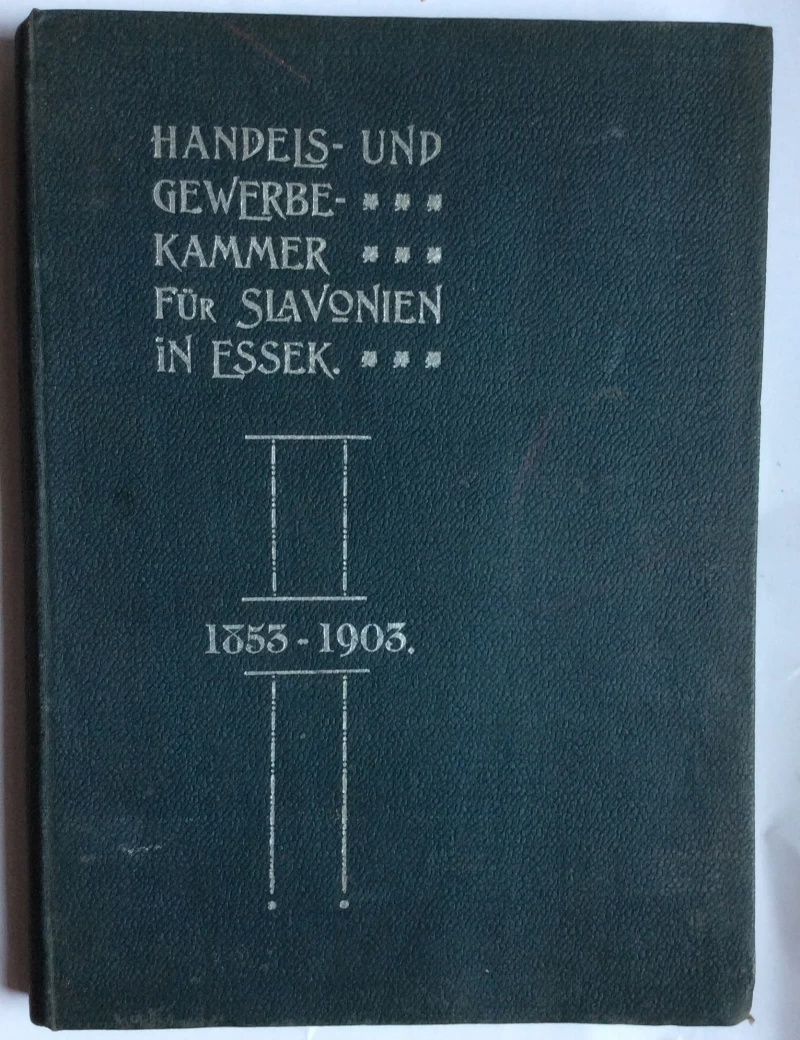 HANDELS- UND
GEWERBE-
KAMMER
FÜR SLAVONIEN
IN ESSEK.
1853-1903.